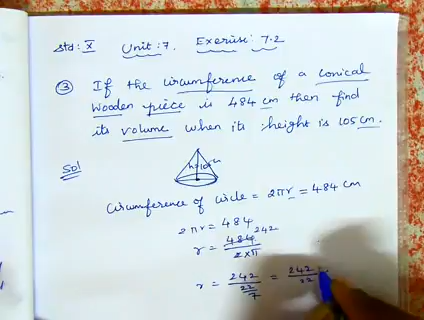 std: X Unit: 7. Exercise: 7.2
③ If the circumference of a conical
wooden piece is 484 cm then find
its volume when its height is 105 cm.
Sol
Circumference of circle = 2πr = 484 cm
2πr = 484
242
r = 484 / 2×π
r = 242 / 22/7 = 242 / 22